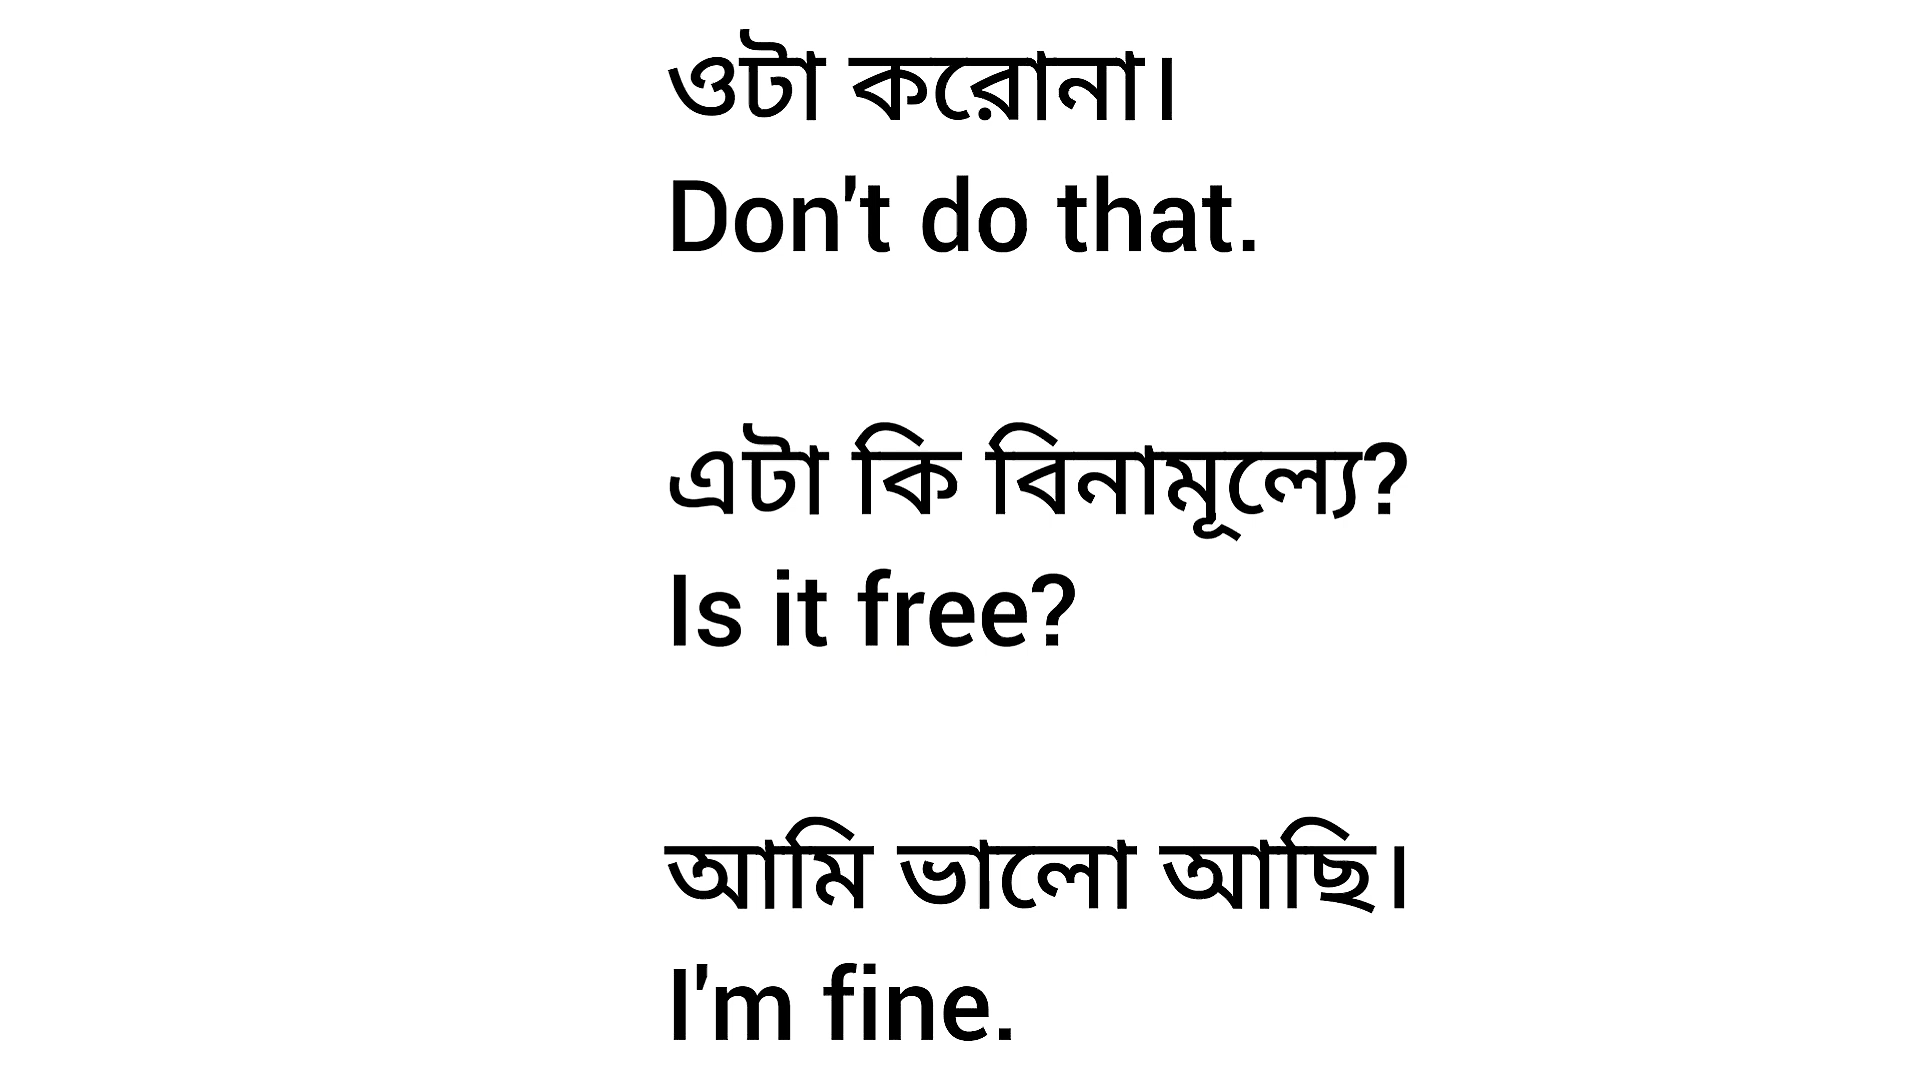 ওটা করোনা।
Don't do that.
এটা কি বিনামূল্যে?
Is it free?
আমি ভালো আছি।
I'm fine.